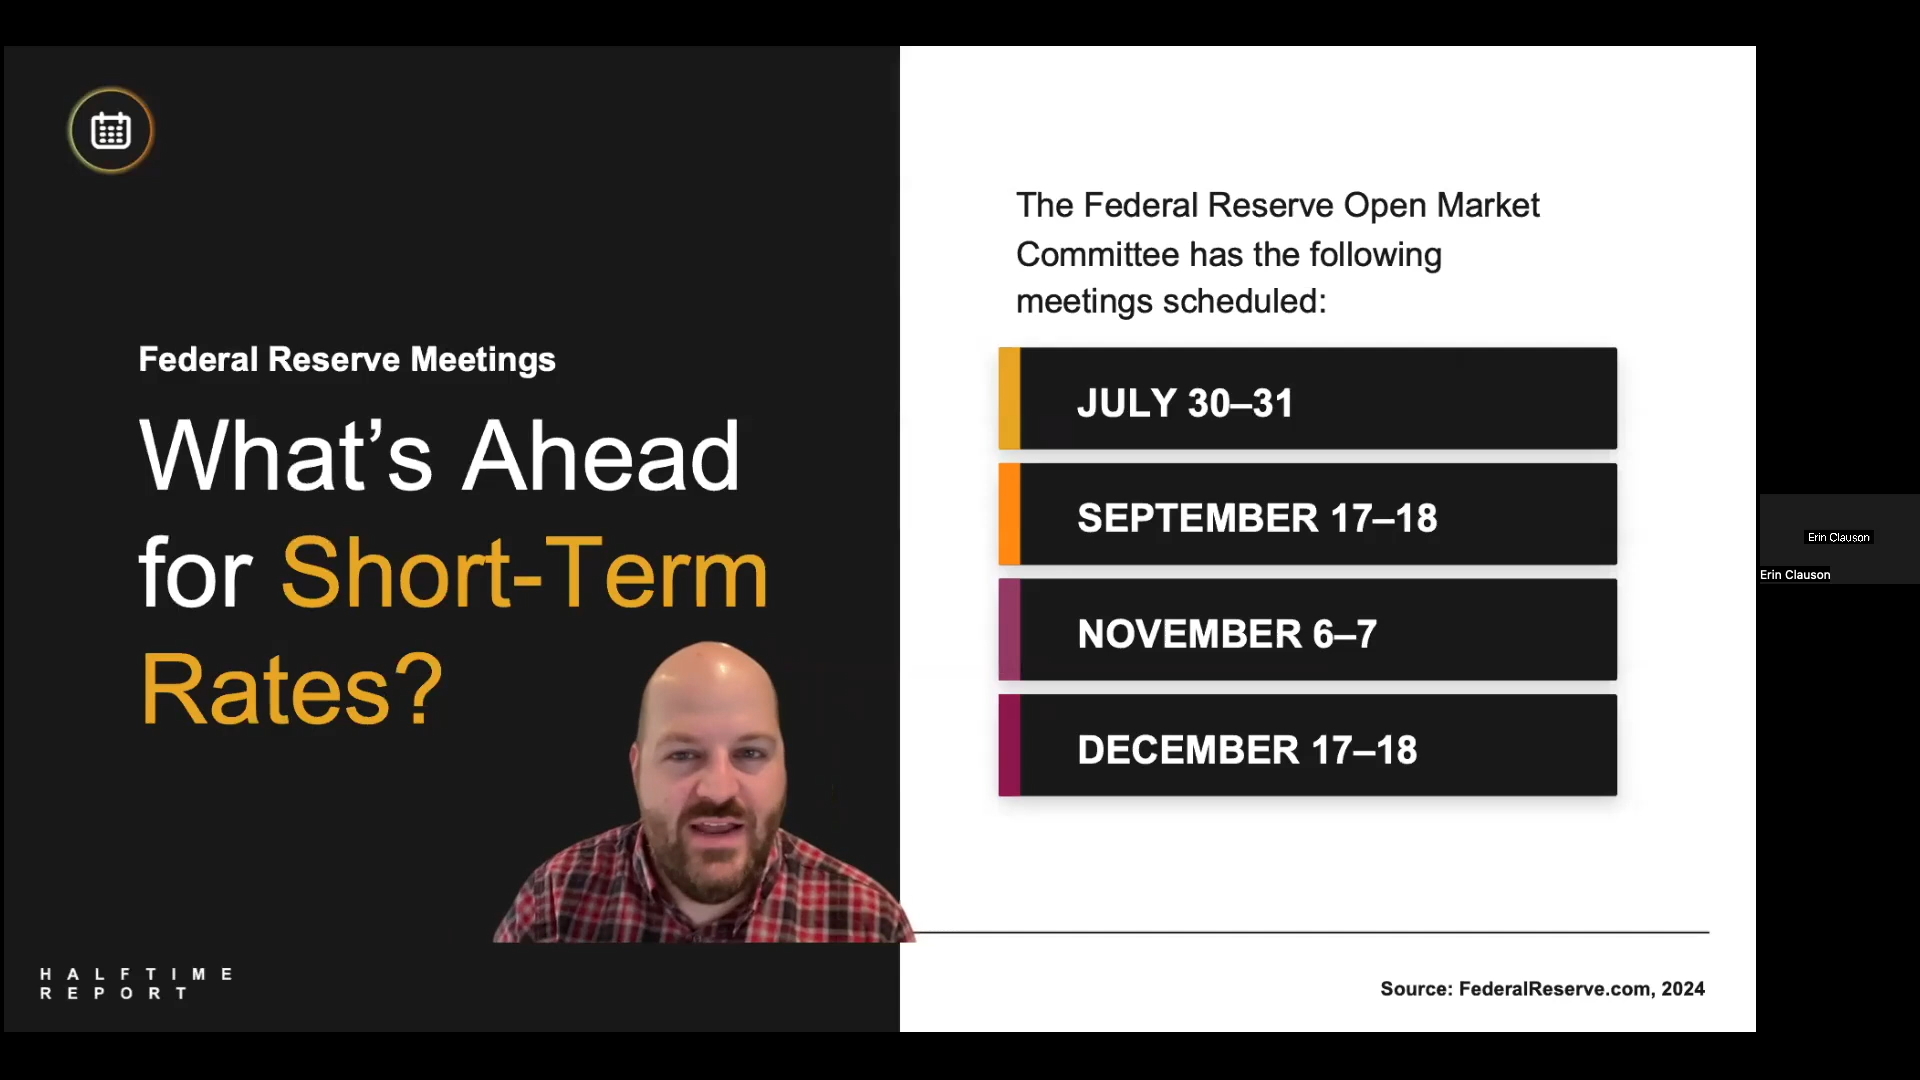 Federal Reserve Meetings
What’s Ahead
for Short-Term
Rates?
HALFTIME
REPORT
The Federal Reserve Open Market
Committee has the following
meetings scheduled:
JULY 30–31
SEPTEMBER 17–18
NOVEMBER 6–7
DECEMBER 17–18
Source: FederalReserve.com, 2024
Erin Clauson
Erin Clauson